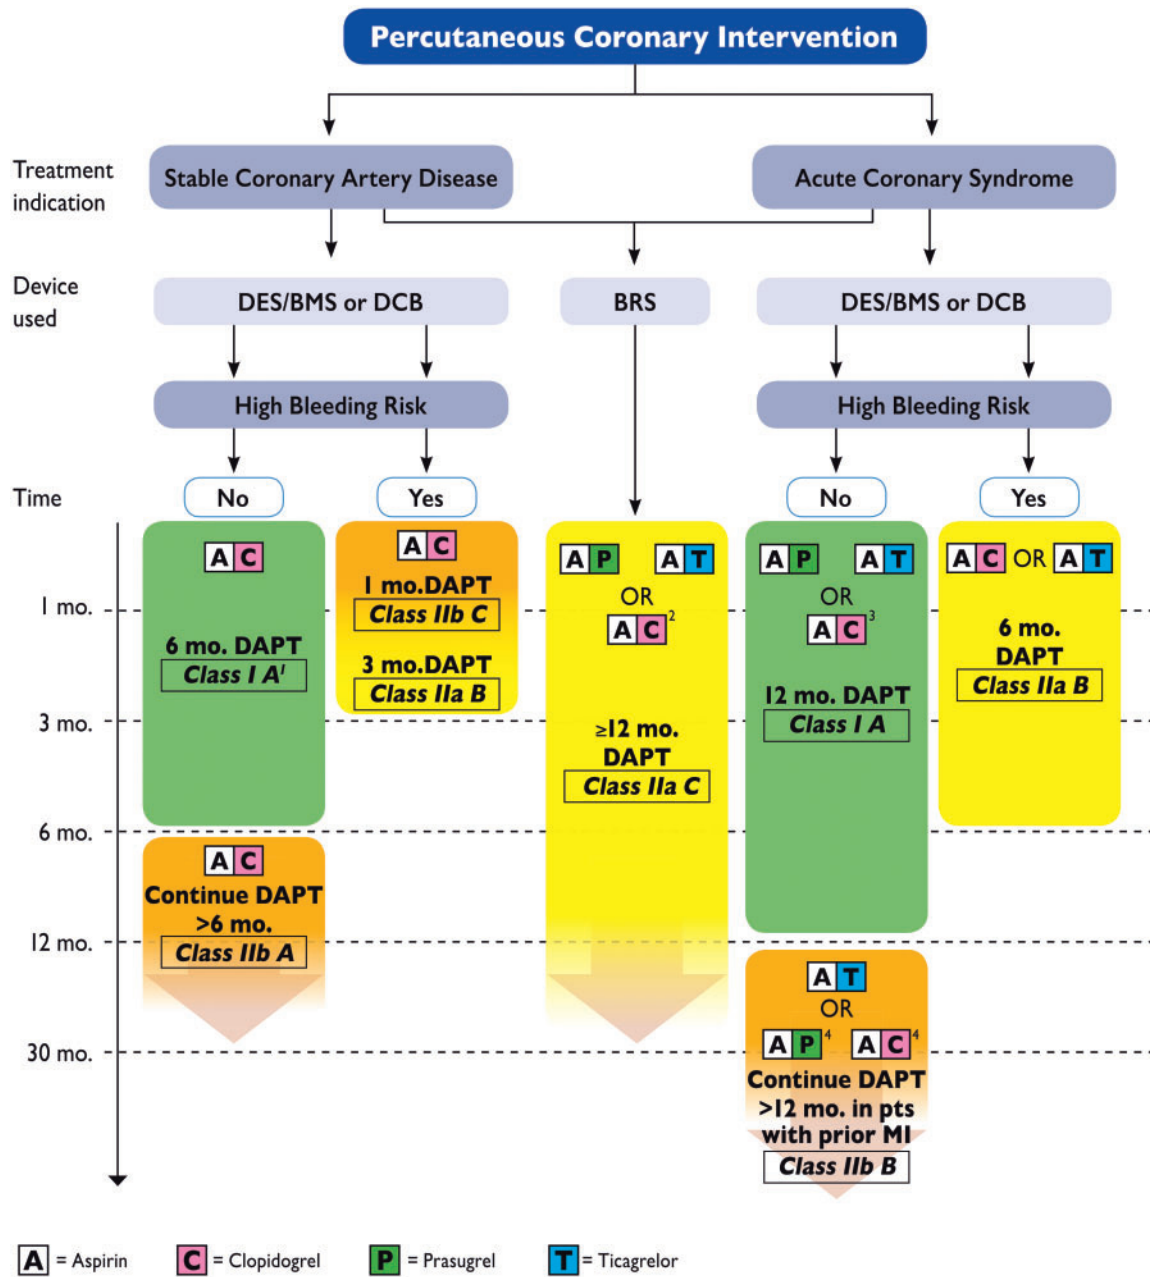 Percutaneous Coronary Intervention
Treatment
indication
Stable Coronary Artery Disease
Acute Coronary Syndrome
Device
used
DES/BMS or DCB
BRS
DES/BMS or DCB
High Bleeding Risk
High Bleeding Risk
Time
No
Yes
No
Yes
1 mo.
3 mo.
6 mo.
12 mo.
30 mo.
A C
6 mo. DAPT
Class I A¹
A C
Continue DAPT
>6 mo.
Class IIb A
A C
1 mo.DAPT
Class IIb C
3 mo.DAPT
Class IIa B
A P A T
OR
A C²
≥12 mo.
DAPT
Class IIa C
A P A T
OR
A C³
12 mo. DAPT
Class I A
A T
OR
A P⁴ A C⁴
Continue DAPT
>12 mo. in pts
with prior MI
Class IIb B
A C OR A T
6 mo.
DAPT
Class IIa B
A = Aspirin
C = Clopidogrel
P = Prasugrel
T = Ticagrelor